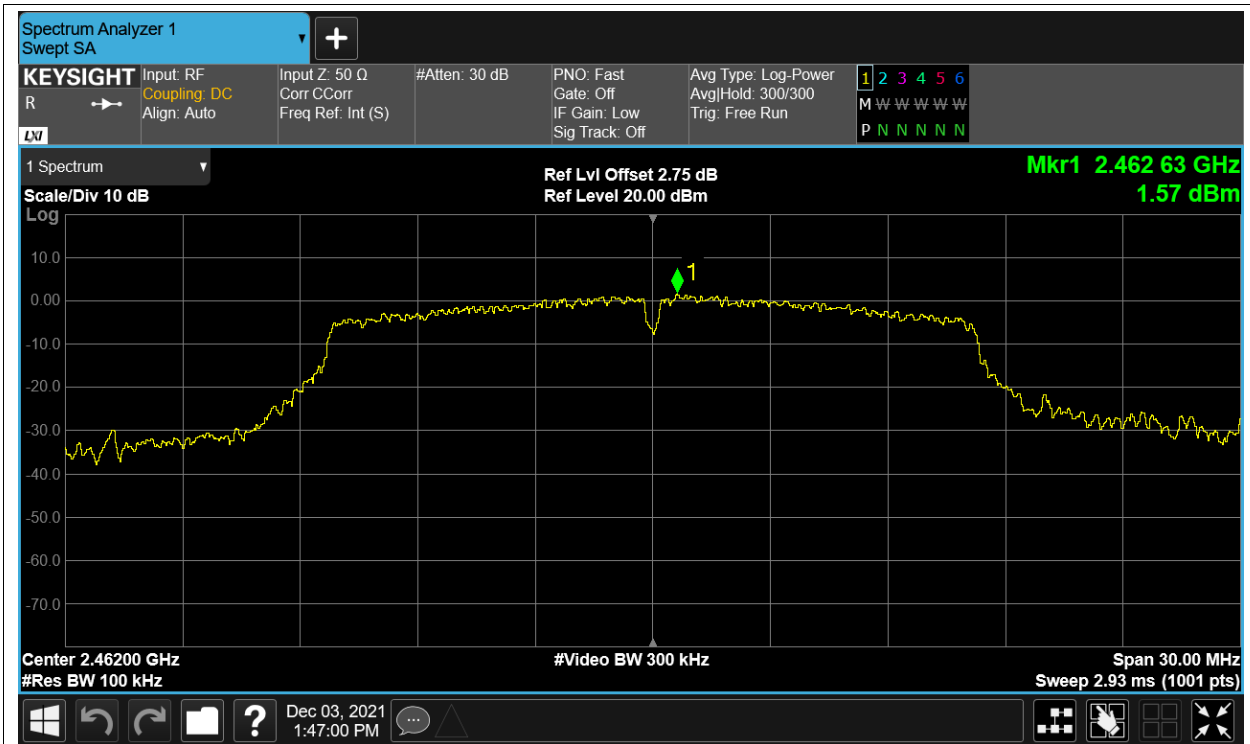 Spectrum Analyzer 1
Swept SA
KEYSIGHT
R
LXI
Input: RF
Coupling: DC
Align: Auto
Input Z: 50 Ω
Corr CCorr
Freq Ref: Int (S)
#Atten: 30 dB
PNO: Fast
Gate: Off
IF Gain: Low
Sig Track: Off
Avg Type: Log-Power
Avg|Hold: 300/300
Trig: Free Run
1 2 3 4 5 6
M W W W W W
P N N N N N
1 Spectrum
Scale/Div 10 dB
Ref Lvl Offset 2.75 dB
Ref Level 20.00 dBm
Mkr1 2.462 63 GHz
1.57 dBm
Log
1
10.0
0.00
-10.0
-20.0
-30.0
-40.0
-50.0
-60.0
-70.0
Center 2.46200 GHz
#Video BW 300 kHz
Span 30.00 MHz
#Res BW 100 kHz
Sweep 2.93 ms (1001 pts)
?
Dec 03, 2021
1:47:00 PM